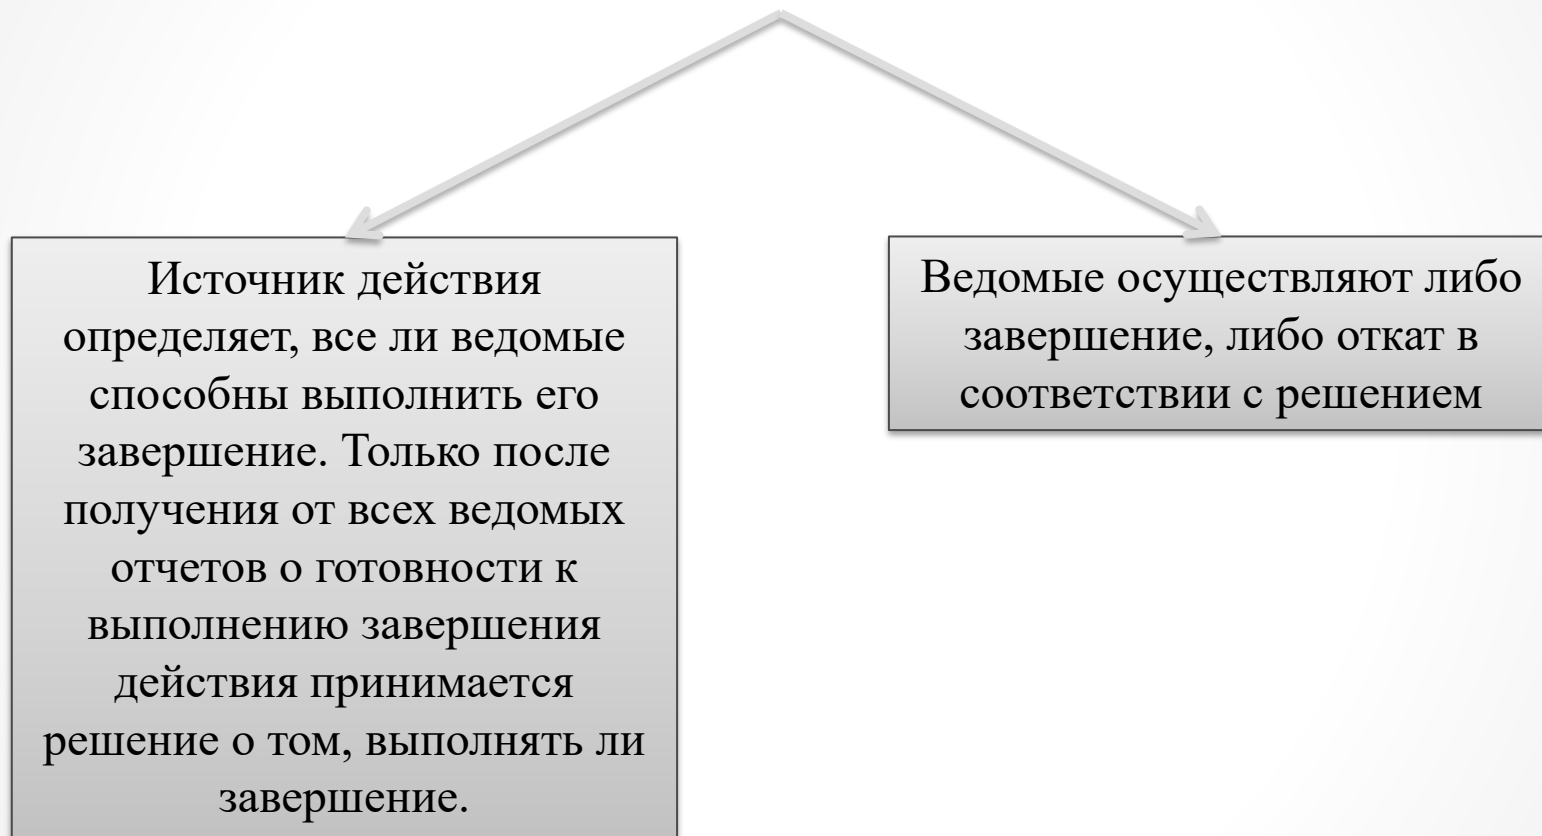 Источник действия
определяет, все ли ведомые
способны выполнить его
завершение. Только после
получения от всех ведомых
отчетов о готовности к
выполнению завершения
действия принимается
решение о том, выполнять ли
завершение.
Ведомые осуществляют либо
завершение, либо откат в
соответствии с решением